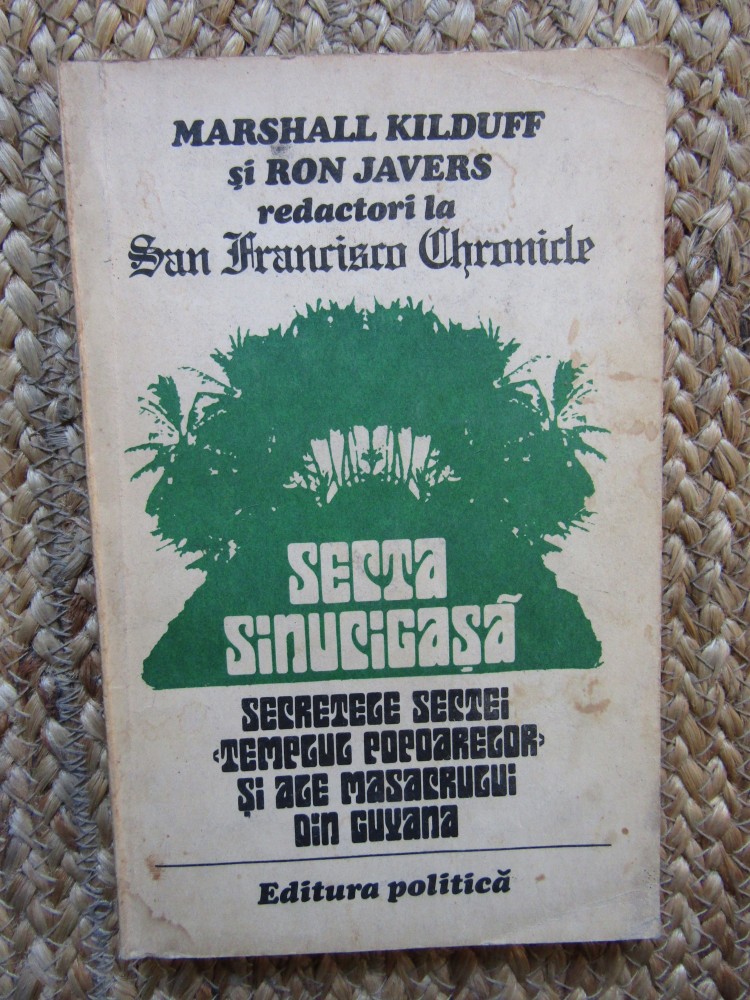 MARSHALL KILDUFF
și RON JAVERS
redactori la
San Francisco Chronicle
SECTA
SINUCIGAȘĂ
SECRETELE SECTEI
‹TEMPLUL POPOARELOR›
ȘI ALE MASACRULUI
DIN GUYANA
Editura politică